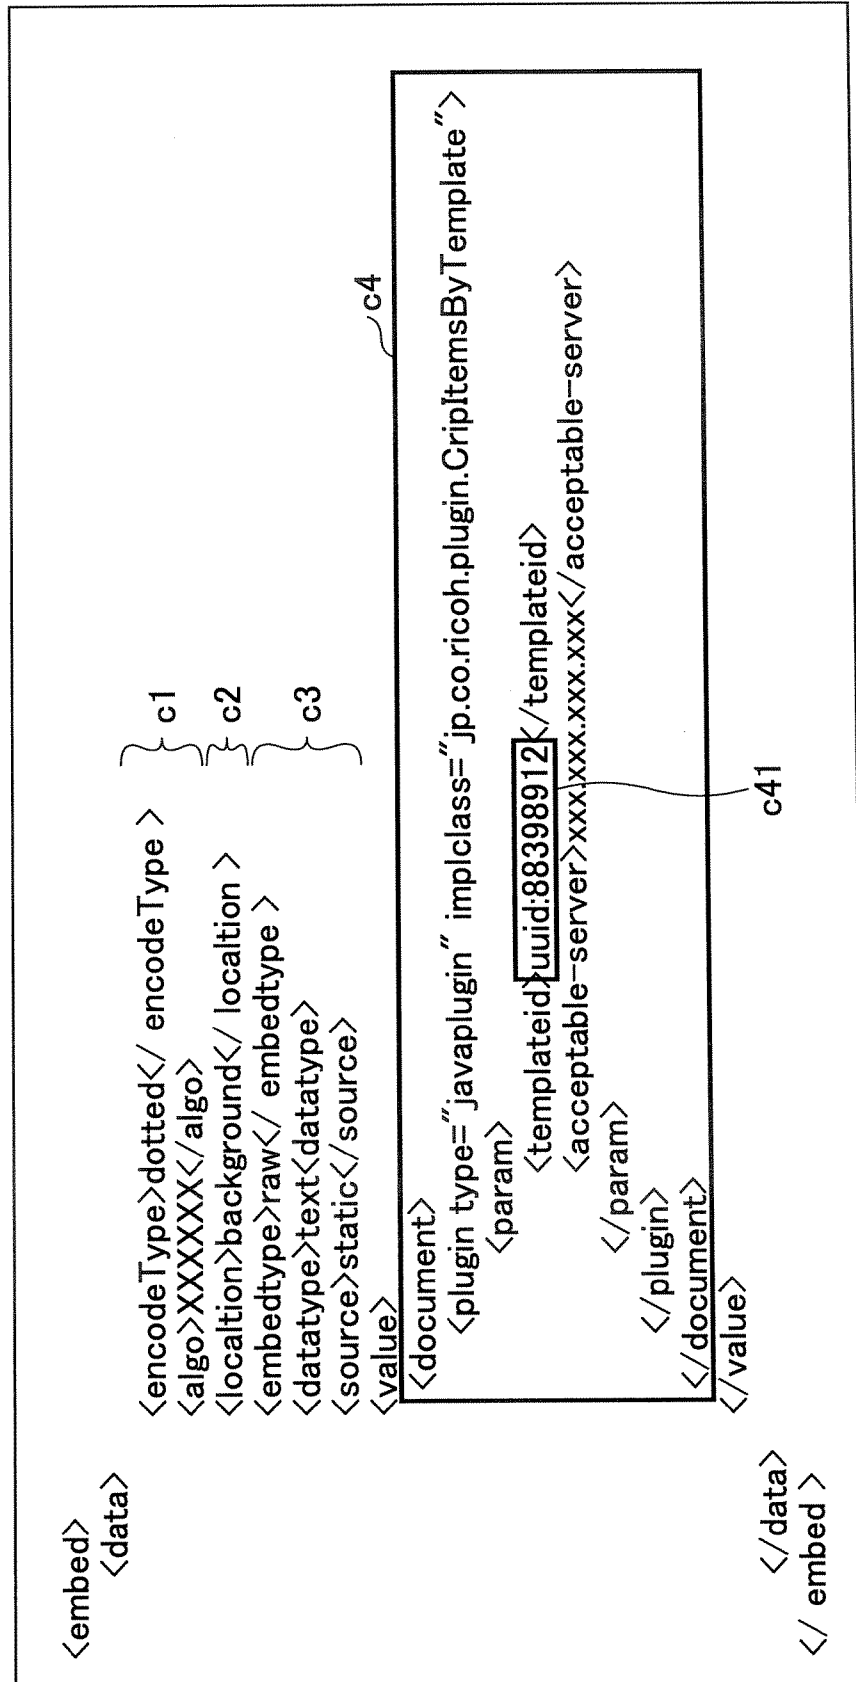 <embed>
<data>
<encodeType>dotted</ encodeType >
<algo>XXXXXX</algo>
c1
<localtion>background</ localtion >
c2
<embedtype>raw</ embedtype >
<datatype>text<datatype>
<source>static</source>
c3
<value>
c4
<document>
<plugin type="javaplugin" implclass="jp.co.ricoh.plugin.CripItemsByTemplate">
<param>
<templateid>uuid:88398912</templateid>
<acceptable-server>xxx.xxx.xxx.xxx</acceptable-server>
c41
</param>
</plugin>
</document>
</value>
</data>
</ embed >